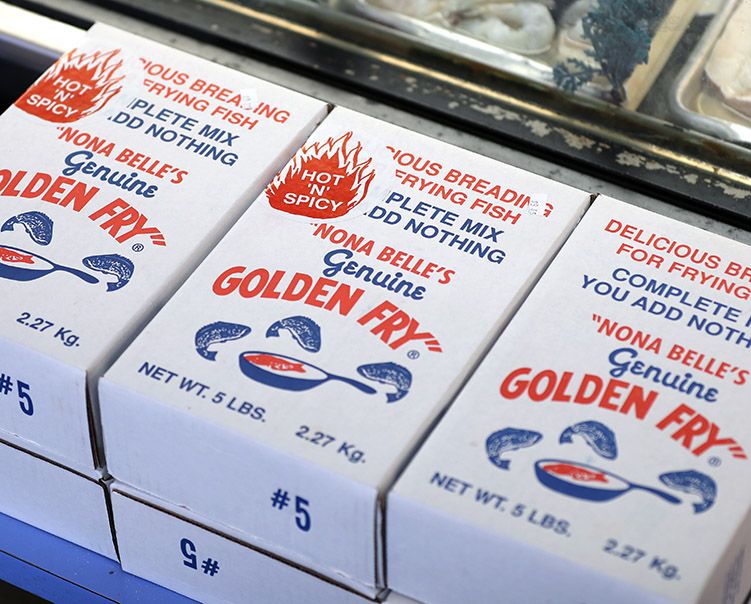 HOT
'N'
SPICY
IOUS BREADING
FRYING FISH
PLETE MIX
DD NOTHING
"NONA BELLE'S
Genuine
OLDEN FRY" ®
2.27 Kg.
#5
HOT
'N'
SPICY
IOUS BREADING
FRYING FISH
PLETE MIX
ADD NOTHING
"NONA BELLE'S
Genuine
GOLDEN FRY" ®
NET WT. 5 LBS.
2.27 Kg.
#5
#5
DELICIOUS BRE
FOR FRYING
COMPLETE
YOU ADD NOTH
"NONA BELLE'S
Genuine
GOLDEN FRY" ®
NET WT. 5 LBS.
2.27 Kg.